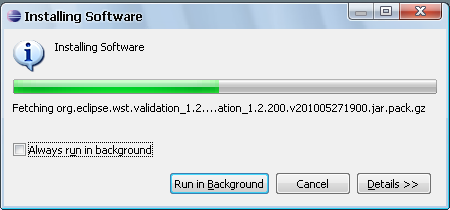 Installing Software
Installing Software
Fetching org.eclipse.wst.validation_1.2....ation_1.2.200.v201005271900.jar.pack.gz
Always run in background
Run in Background Cancel Details >>